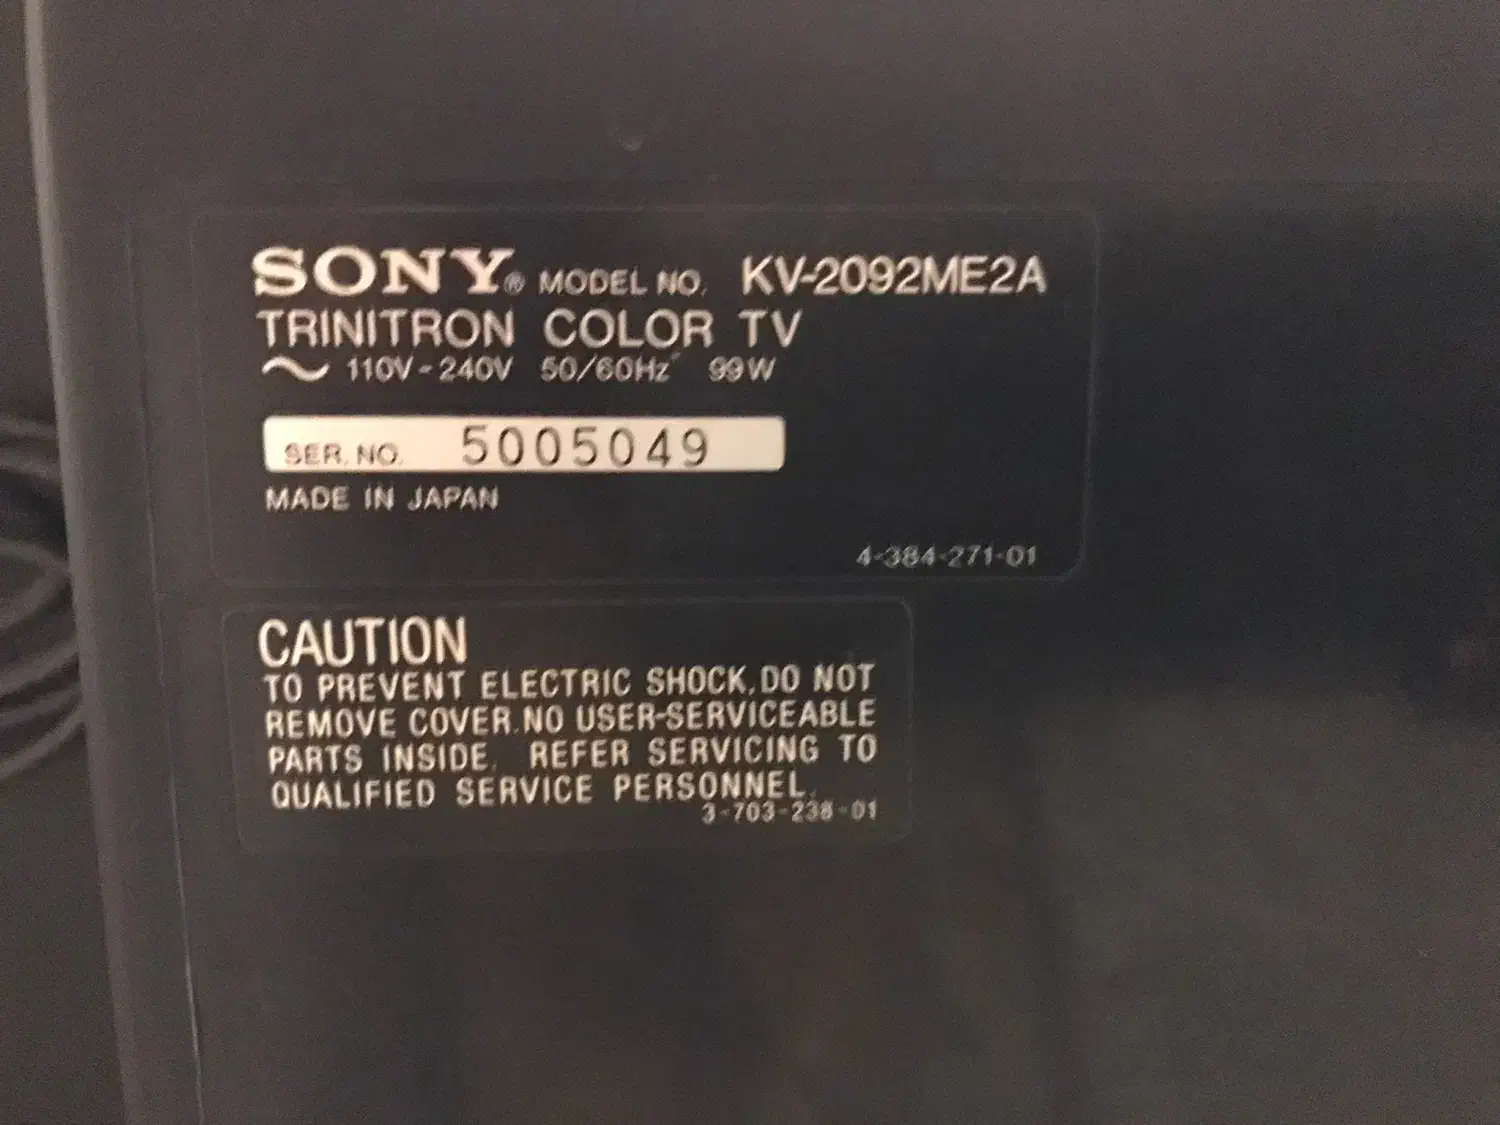 SONY® MODEL NO. KV-2092ME2A
TRINITRON COLOR TV
~ 110V-240V 50/60Hz 99W
SER. NO. 5005049
MADE IN JAPAN
4-384-271-01
CAUTION
TO PREVENT ELECTRIC SHOCK, DO NOT
REMOVE COVER. NO USER-SERVICEABLE
PARTS INSIDE. REFER SERVICING TO
QUALIFIED SERVICE PERSONNEL.
3-703-238-01